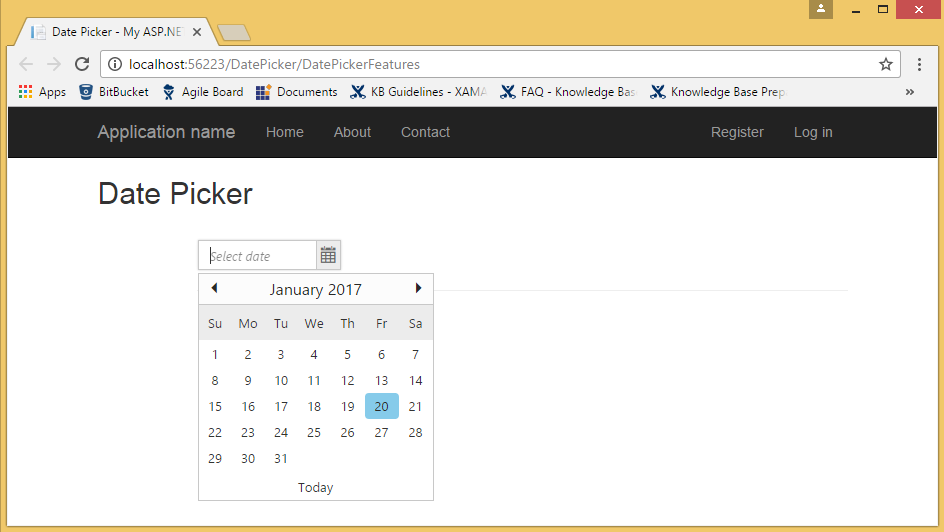 Date Picker - My ASP.NE
localhost:56223/DatePicker/DatePickerFeatures
Apps BitBucket Agile Board Documents KB Guidelines - XAMA FAQ - Knowledge Bas Knowledge Base Prep
Application name Home About Contact Register Log in
Date Picker
Select date
January 2017
Su Mo Tu We Th Fr Sa
1 2 3 4 5 6 7
8 9 10 11 12 13 14
15 16 17 18 19 20 21
22 23 24 25 26 27 28
29 30 31
Today